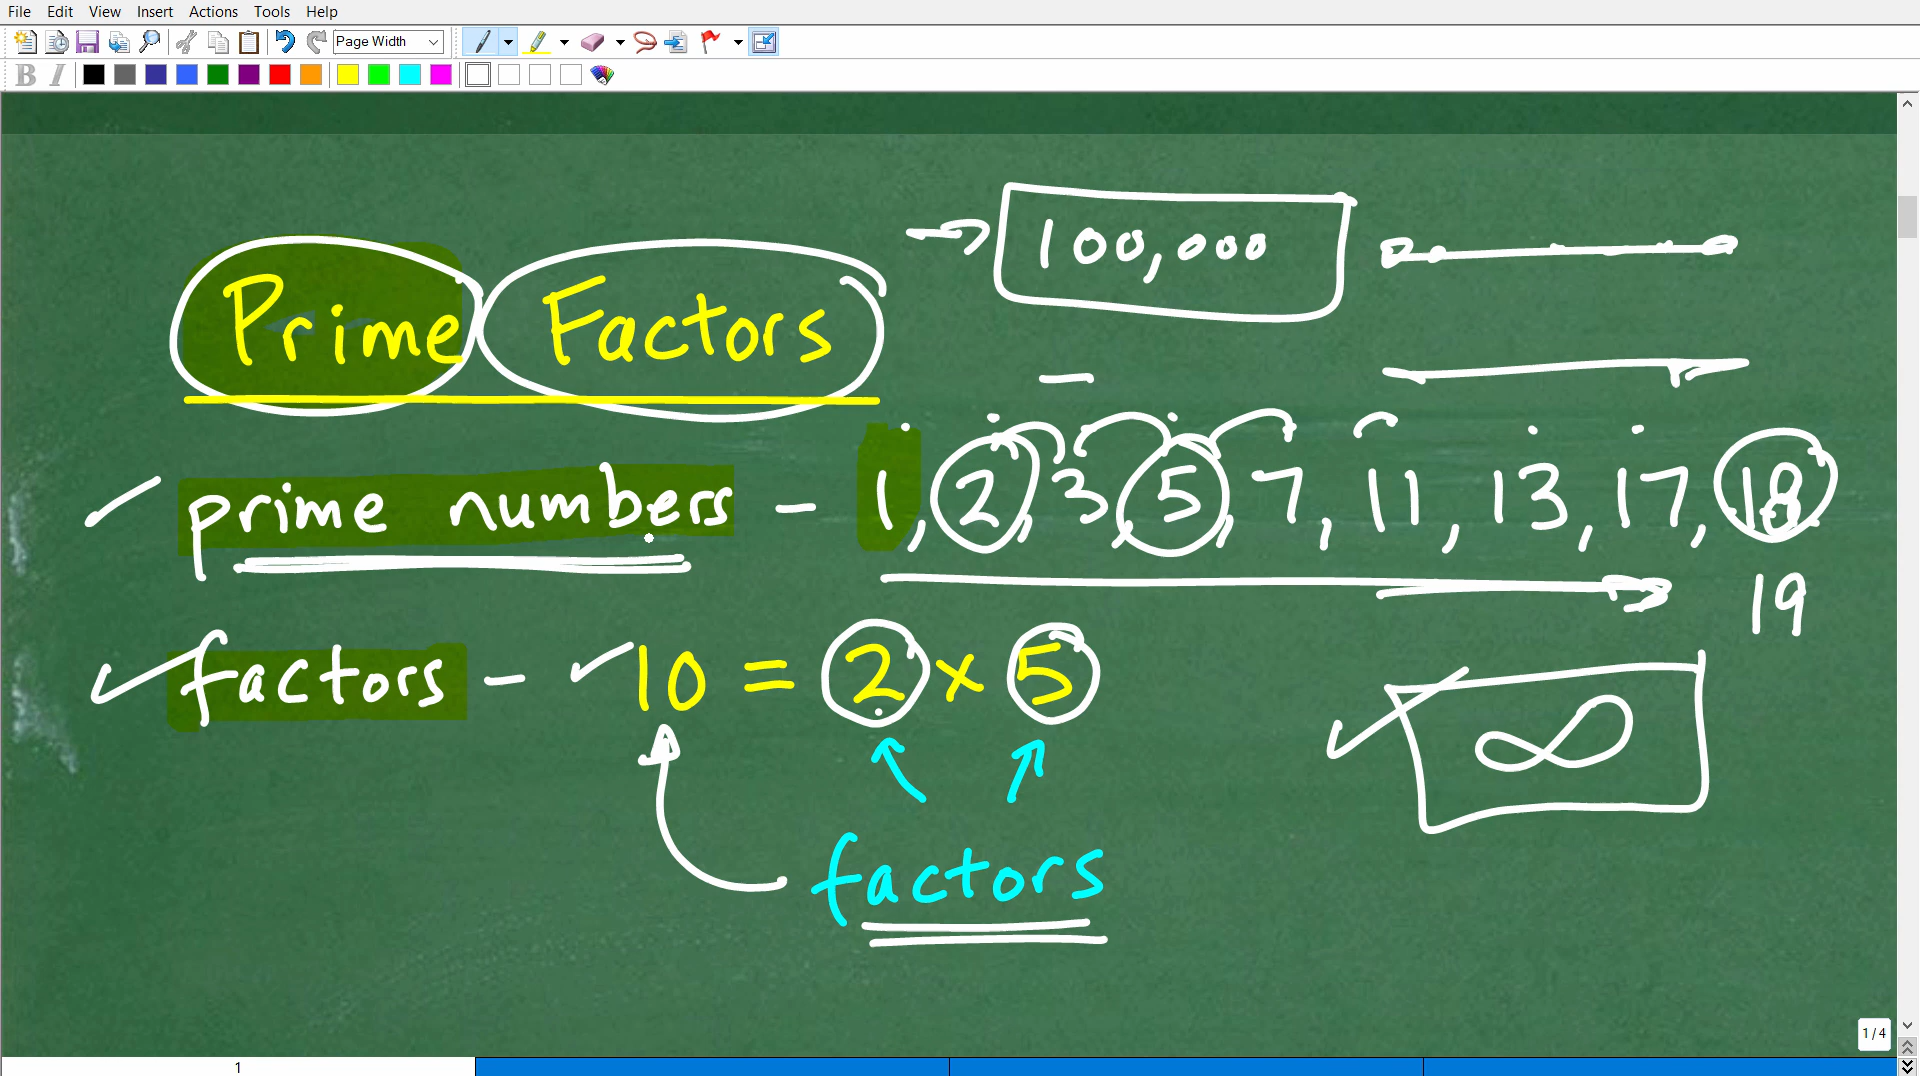 File Edit View Insert Actions Tools Help
Page Width
B I
100,000
Prime Factors
prime numbers - 1, 2, 3, 5, 7, 11, 13, 17, 18
19
factors - 10 = 2 x 5
∞
factors
1 / 4
1